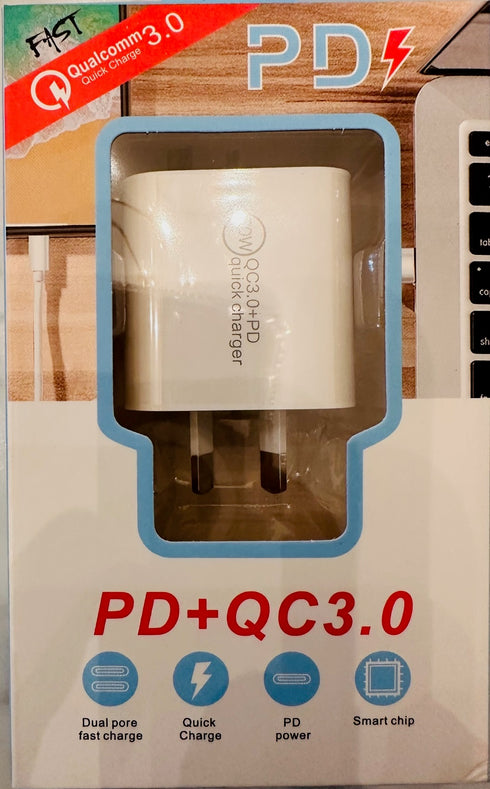 FAST
Qualcomm 3.0
Quick Charge
PD
QC3.0+PD
quick charger
PD+QC3.0
Dual pore
fast charge
Quick
Charge
PD
power
Smart chip